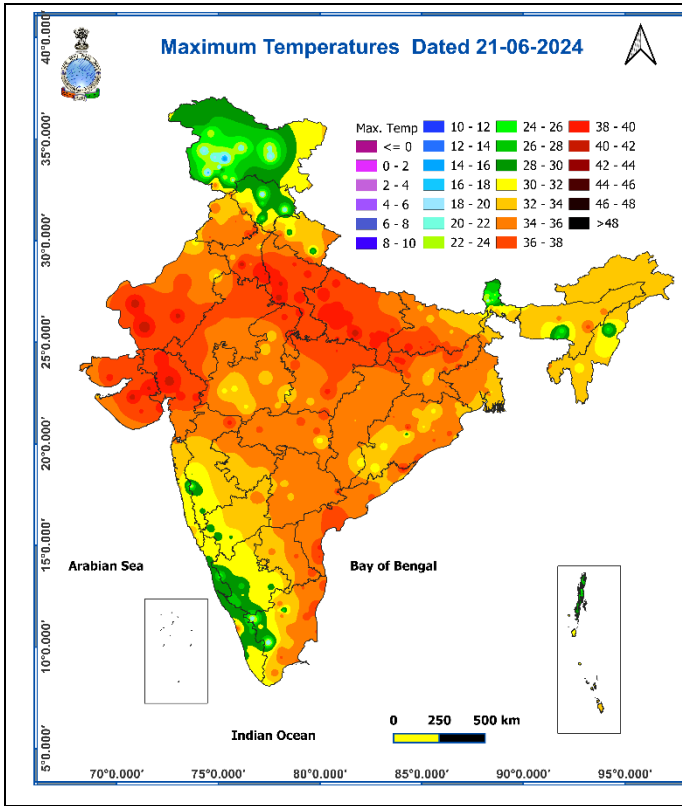 Maximum Temperatures Dated 21-06-2024
Max. Temp
<= 0
0 - 2
2 - 4
4 - 6
6 - 8
8 - 10
10 - 12
12 - 14
14 - 16
16 - 18
18 - 20
20 - 22
22 - 24
24 - 26
26 - 28
28 - 30
30 - 32
32 - 34
34 - 36
36 - 38
38 - 40
40 - 42
42 - 44
44 - 46
46 - 48
>48
40°0.000'
35°0.000'
30°0.000'
25°0.000'
20°0.000'
15°0.000'
10°0.000'
5°0.000'
Arabian Sea
Bay of Bengal
Indian Ocean
0 250 500 km
70°0.000' 75°0.000' 80°0.000' 85°0.000' 90°0.000' 95°0.000'